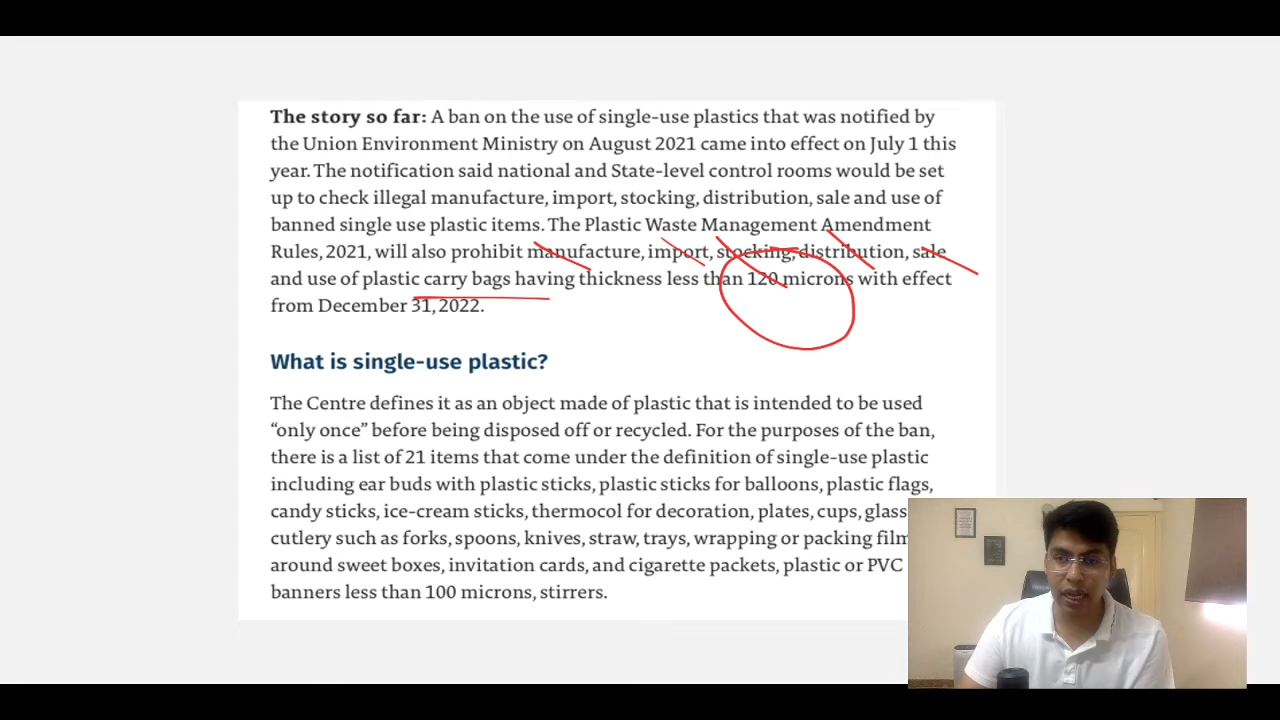 The story so far: A ban on the use of single-use plastics that was notified by
the Union Environment Ministry on August 2021 came into effect on July 1 this
year. The notification said national and State-level control rooms would be set
up to check illegal manufacture, import, stocking, distribution, sale and use of
banned single use plastic items. The Plastic Waste Management Amendment
Rules, 2021, will also prohibit manufacture, import, stocking, distribution, sale
and use of plastic carry bags having thickness less than 120 microns with effect
from December 31, 2022.
What is single-use plastic?
The Centre defines it as an object made of plastic that is intended to be used
“only once” before being disposed off or recycled. For the purposes of the ban,
there is a list of 21 items that come under the definition of single-use plastic
including ear buds with plastic sticks, plastic sticks for balloons, plastic flags,
candy sticks, ice-cream sticks, thermocol for decoration, plates, cups, glass
cutlery such as forks, spoons, knives, straw, trays, wrapping or packing film
around sweet boxes, invitation cards, and cigarette packets, plastic or PVC
banners less than 100 microns, stirrers.